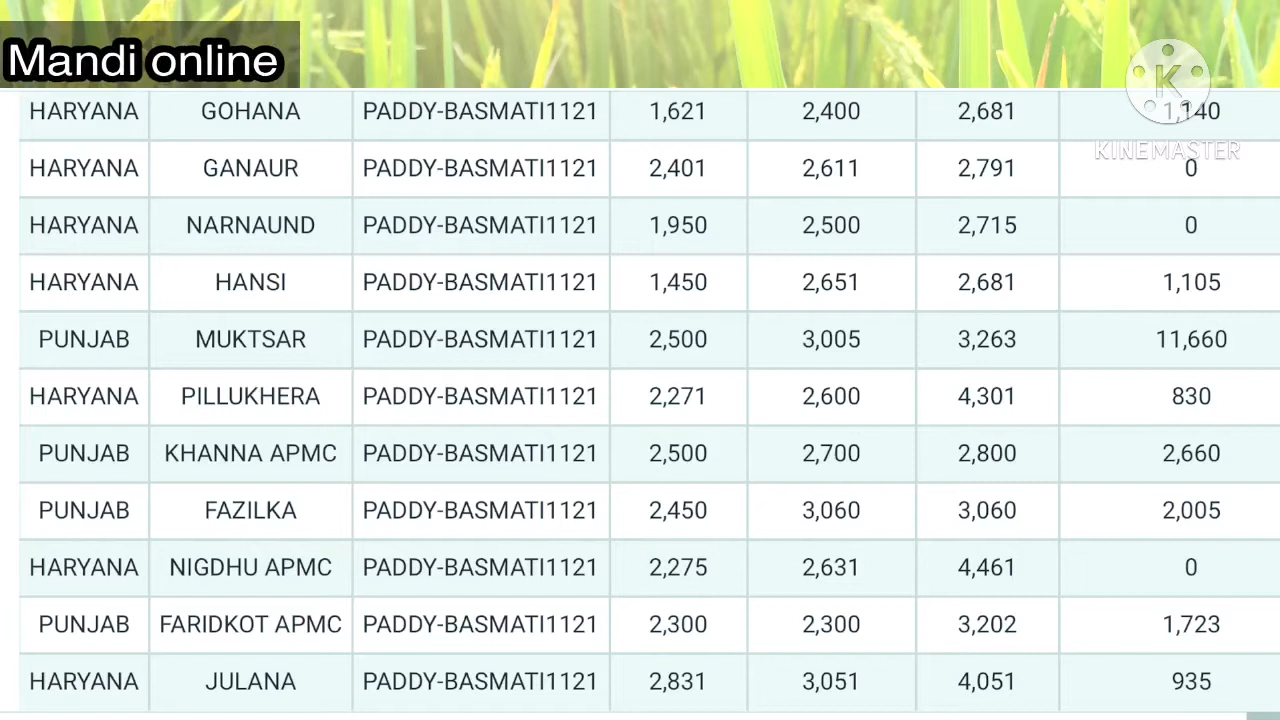 Mandi online
K
KINEMASTER
HARYANA GOHANA PADDY-BASMATI1121 1,621 2,400 2,681 1,140
HARYANA GANAUR PADDY-BASMATI1121 2,401 2,611 2,791 0
HARYANA NARNAUND PADDY-BASMATI1121 1,950 2,500 2,715 0
HARYANA HANSI PADDY-BASMATI1121 1,450 2,651 2,681 1,105
PUNJAB MUKTSAR PADDY-BASMATI1121 2,500 3,005 3,263 11,660
HARYANA PILLUKHERA PADDY-BASMATI1121 2,271 2,600 4,301 830
PUNJAB KHANNA APMC PADDY-BASMATI1121 2,500 2,700 2,800 2,660
PUNJAB FAZILKA PADDY-BASMATI1121 2,450 3,060 3,060 2,005
HARYANA NIGDHU APMC PADDY-BASMATI1121 2,275 2,631 4,461 0
PUNJAB FARIDKOT APMC PADDY-BASMATI1121 2,300 2,300 3,202 1,723
HARYANA JULANA PADDY-BASMATI1121 2,831 3,051 4,051 935